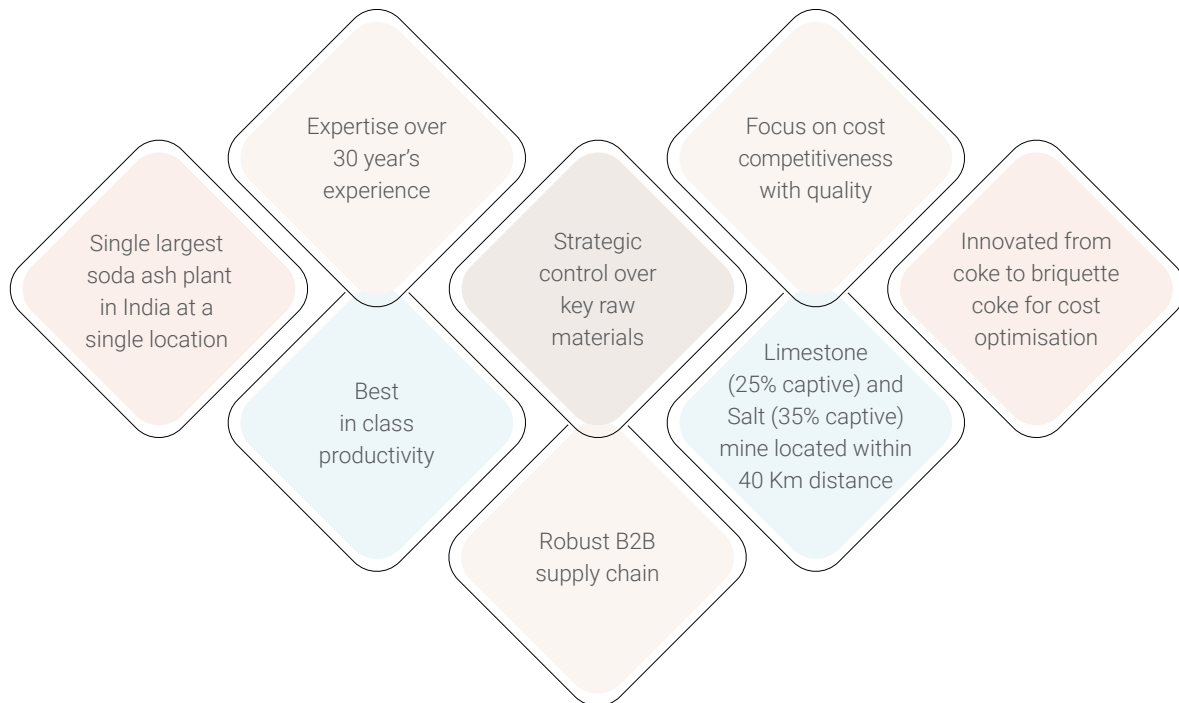 Expertise over
30 year’s
experience
Focus on cost
competitiveness
with quality
Single largest
soda ash plant
in India at a
single location
Strategic
control over
key raw
materials
Innovated from
coke to briquette
coke for cost
optimisation
Best
in class
productivity
Limestone
(25% captive) and
Salt (35% captive)
mine located within
40 Km distance
Robust B2B
supply chain